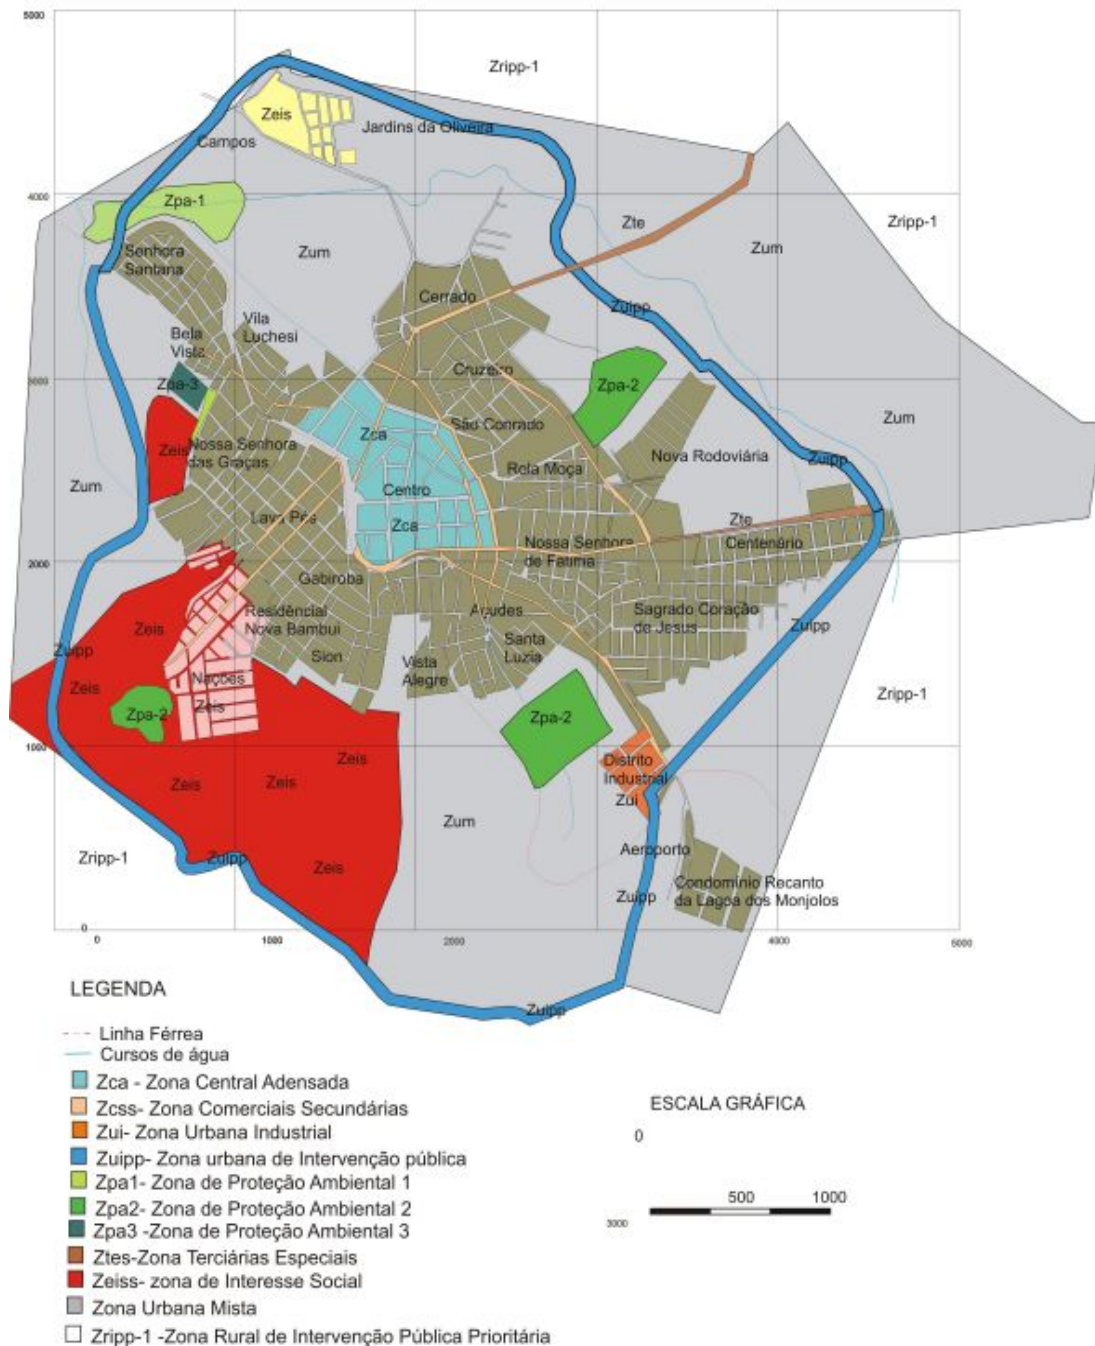 5000
Zripp-1
Zeis
Jardins da Oliveira
Campos
4000
Zpa-1
Zte
Zripp-1
Senhora
Santana
Zum
Zum
Cerrado
Zuipp
Vila
Luchesi
Bela
Vista
Cruzeiro
3000
Zpa-3
Zpa-2
Zum
Zca
São Conrado
Zeis
Nossa Senhora
das Graças
Nova Rodoviária
Zuipp
Rela Moça
Zum
Centro
Lava Pés
Zca
Zte
Nossa Senhora
de Fatima
Centenário
2000
Gabiroba
Residêncial
Nova Bambui
Açudes
Sagrado Coração
de Jesus
Zuipp
Zeis
Santa
Luzia
Zuipp
Sion
Vista
Alegre
Nações
Zeis
Zripp-1
Zeis
Zpa-2
Zpa-2
1000
Zeis
Distrito
Industrial
Zeis
Zeis
Zui
Zum
Aeroporto
Zripp-1
Zuipp
Zeis
Condomínio Recanto
da Lagoa dos Monjolos
Zuipp
0
0
1000
2000
4000
5000
Zuipp
LEGENDA
Linha Férrea
Cursos de água
Zca - Zona Central Adensada
Zcss- Zona Comerciais Secundárias
Zui- Zona Urbana Industrial
Zuipp- Zona urbana de Intervenção pública
Zpa1- Zona de Proteção Ambiental 1
Zpa2- Zona de Proteção Ambiental 2
Zpa3 -Zona de Proteção Ambiental 3
Ztes-Zona Terciárias Especiais
Zeiss- zona de Interesse Social
Zona Urbana Mista
Zripp-1 -Zona Rural de Intervenção Pública Prioritária
ESCALA GRÁFICA
0
500
1000
3000